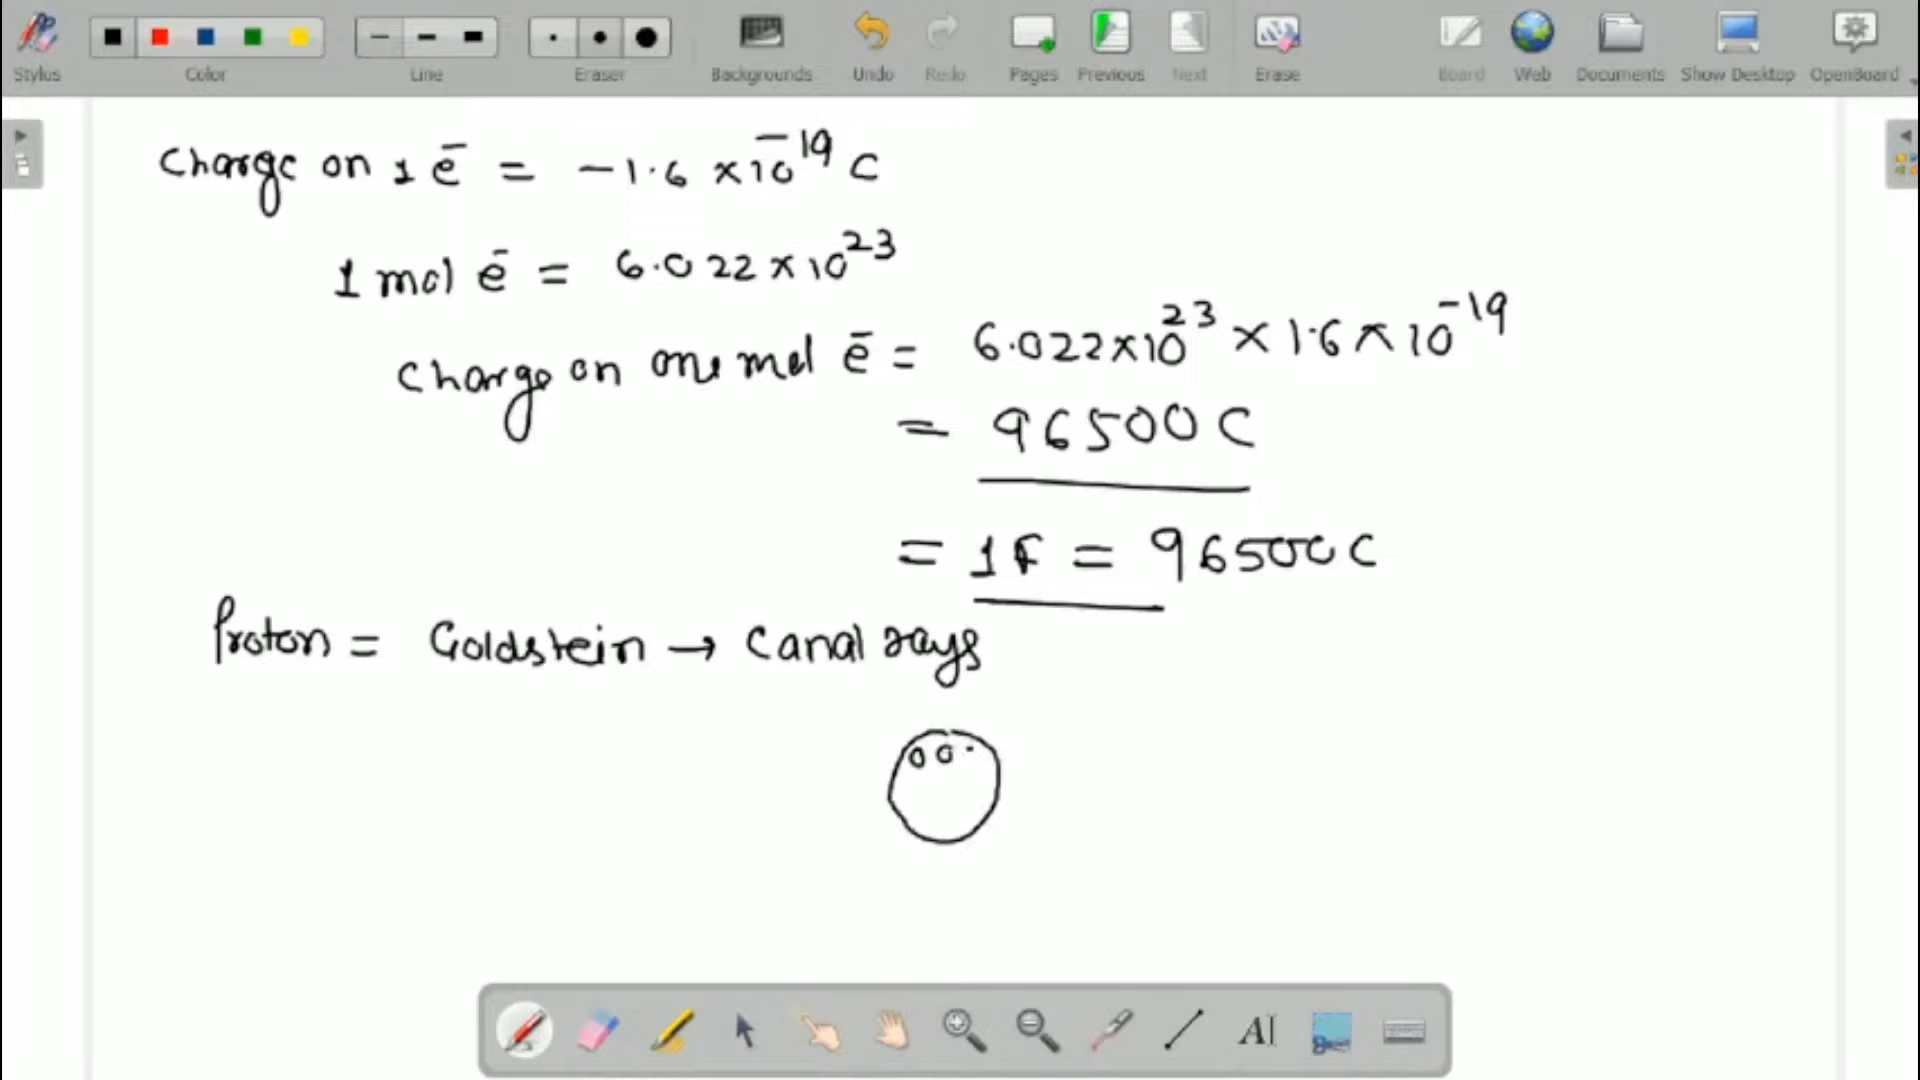 Stylus Color Line Eraser Backgrounds Undo Redo Pages Previous Next Erase Board Web Documents Show Desktop OpenBoard
Charge on 1 ē = −1.6 ×10⁻¹⁹ C
1 mol ē = 6.022×10²³
Charge on one mol ē = 6.022×10²³ × 1.6 × 10⁻¹⁹
= 96500 C
= 1F = 96500 C
Proton = Goldstein → Canal rays
AI